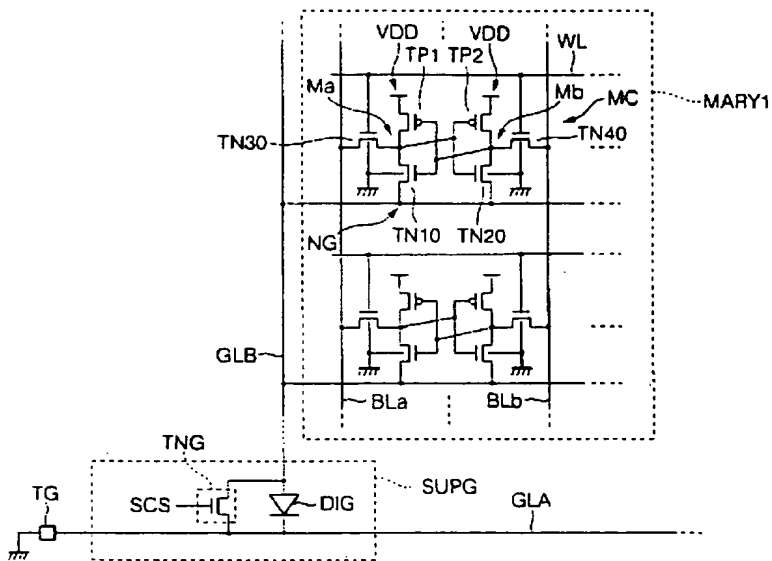 VDD VDD
TP1 TP2 WL
Ma Mb MC MARY1
TN30 TN40
NG TN10 TN20
GLB
BLa BLb
TNG
TG SCS DIG SUPG GLA